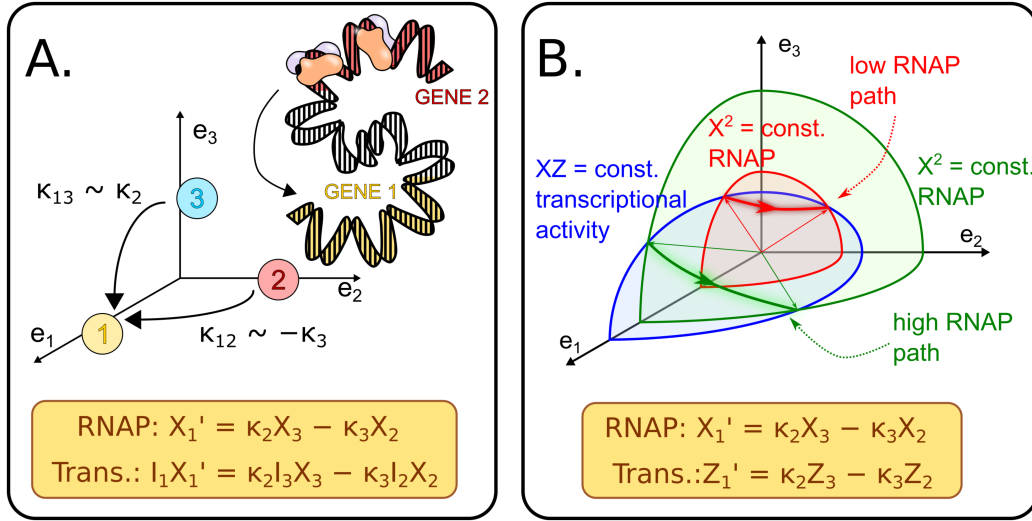 A.
e₃
GENE 2
κ₁₃ ~ κ₂
3
GENE 1
2
e₂
e₁
1
κ₁₂ ~ −κ₃
RNAP: X₁' = κ₂X₃ − κ₃X₂
Trans.: I₁X₁' = κ₂I₃X₃ − κ₃I₂X₂
B.
e₃
low RNAP
path
X² = const.
RNAP
XZ = const.
transcriptional
activity
X² = const.
RNAP
e₂
e₁
high RNAP
path
RNAP: X₁' = κ₂X₃ − κ₃X₂
Trans.:Z₁' = κ₂Z₃ − κ₃Z₂